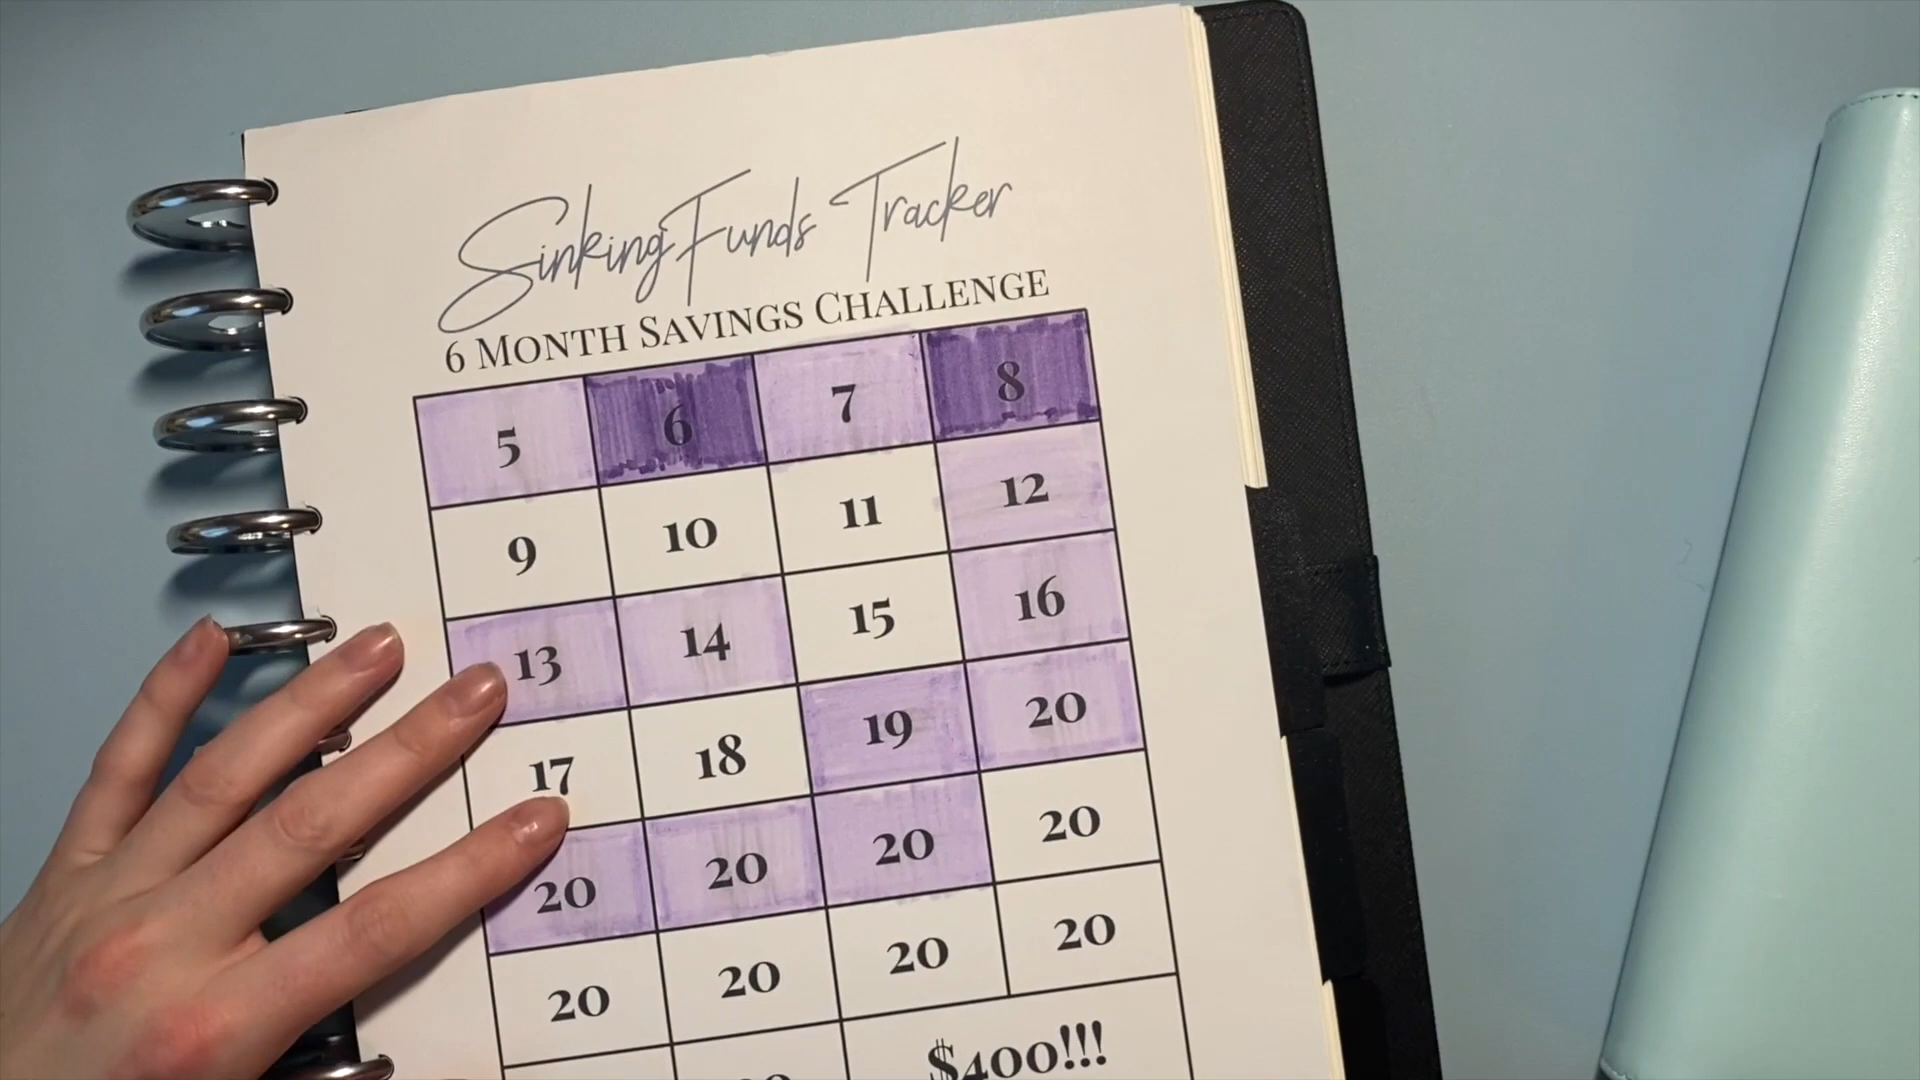 Sinking Funds Tracker
6 Month Savings Challenge
5 6 7 8
9 10 11 12
13 14 15 16
17 18 19 20
20 20 20 20
20 20 20 20
$400!!!